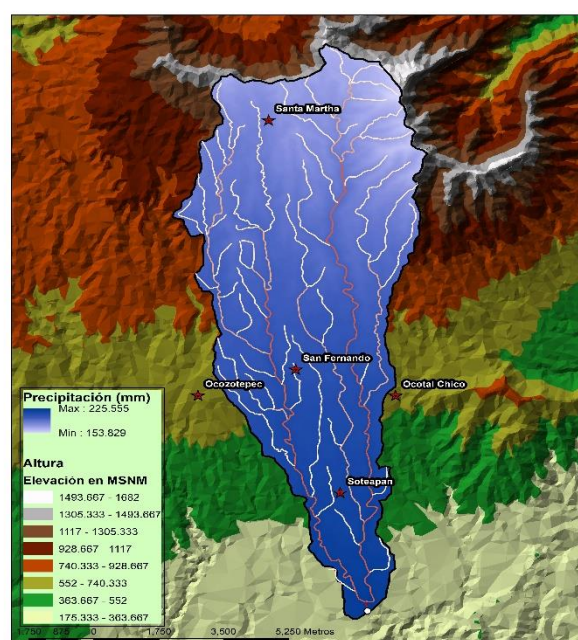 Santa Martha
San Fernando
Ocozotepec
Ocotal Chico
Soteapan
Precipitación (mm)
Max : 225.555
Min : 153.829
Altura
Elevación en MSNM
1493.667 - 1682
1305.333 - 1493.667
1117 - 1305.333
928.667 1117
740.333 - 928.667
552 - 740.333
363.667 - 552
175.333 - 363.667
1,750 875 0 1,750 3,500 5,250 Metros